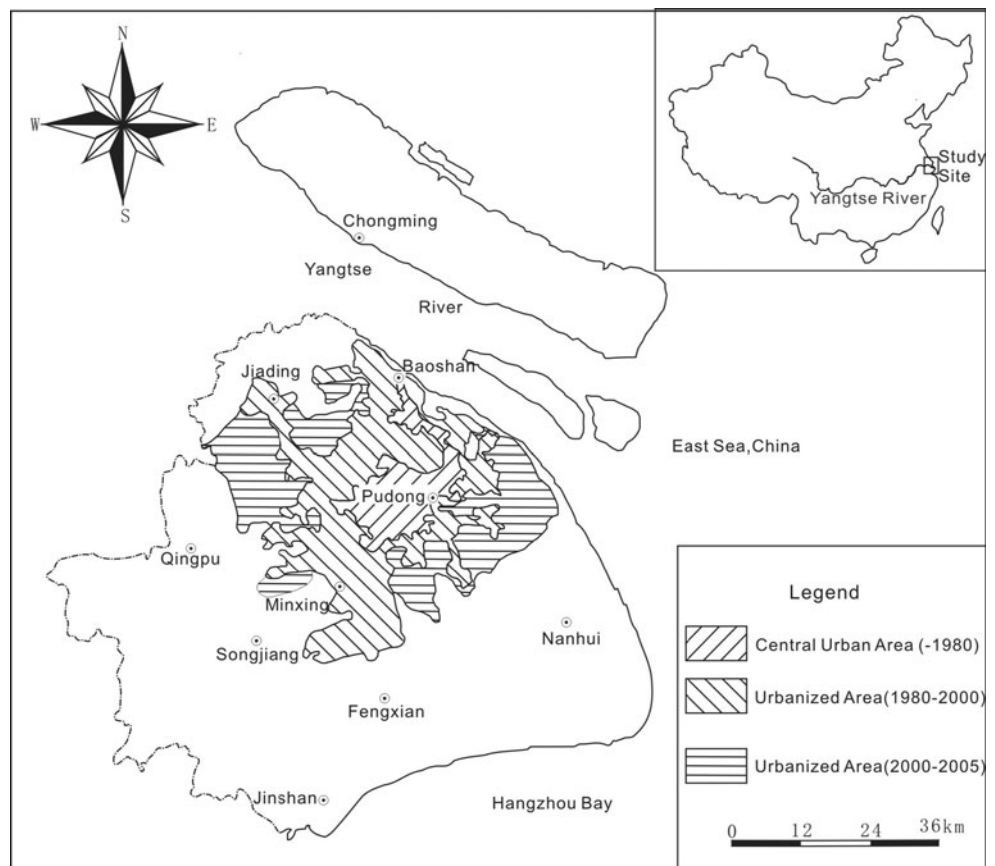 N
W
E
S
Study
Site
Yangtse River
Chongming
Yangtse
River
Jiading
Baoshan
East Sea,China
Pudong
Qingpu
Minxing
Songjiang
Nanhui
Fengxian
Jinshan
Hangzhou Bay
Legend
Central Urban Area (-1980)
Urbanized Area(1980-2000)
Urbanized Area(2000-2005)
0 12 24 36km